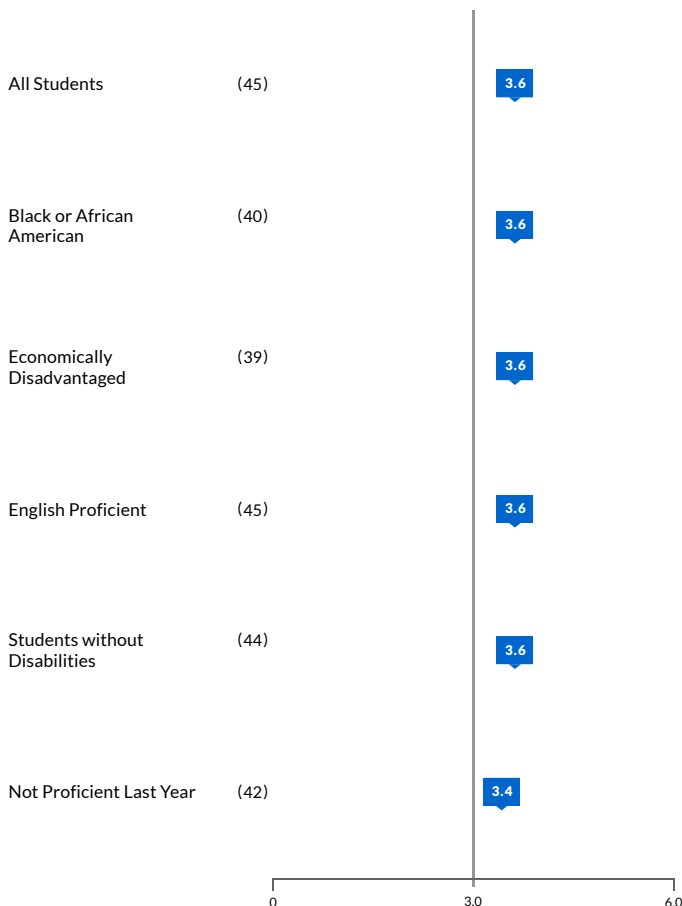 All Students (45) 3.6
Black or African (40) 3.6
American
Economically (39) 3.6
Disadvantaged
English Proficient (45) 3.6
Students without (44) 3.6
Disabilities
Not Proficient Last Year (42) 3.4
0 3.0 6.0